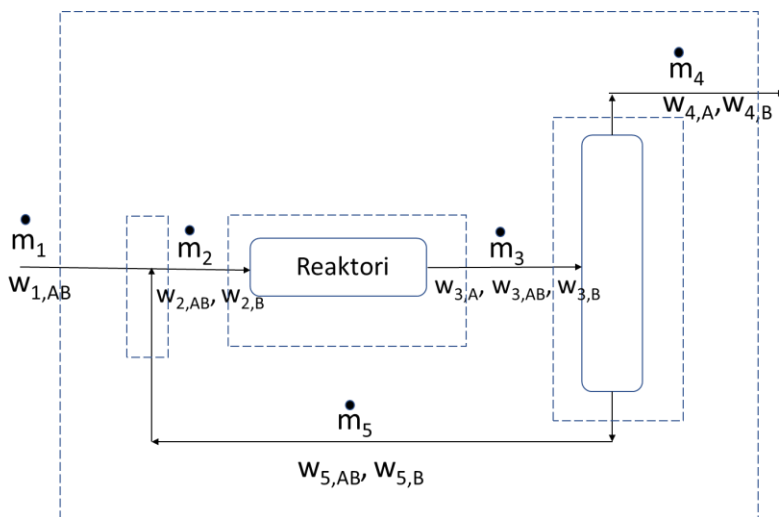 ṁ4
w4,A,w4,B
ṁ1
w1,AB
ṁ2
w2,AB, w2,B
Reaktori
ṁ3
w3,A, w3,AB, w3,B
ṁ5
w5,AB, w5,B